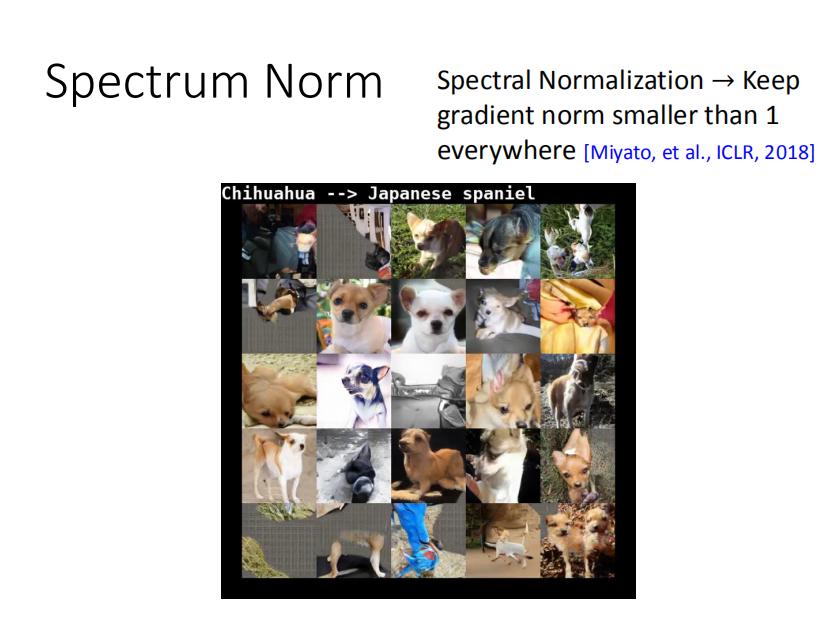 Spectrum Norm
Spectral Normalization → Keep
gradient norm smaller than 1
everywhere [Miyato, et al., ICLR, 2018]
Chihuahua --> Japanese spaniel